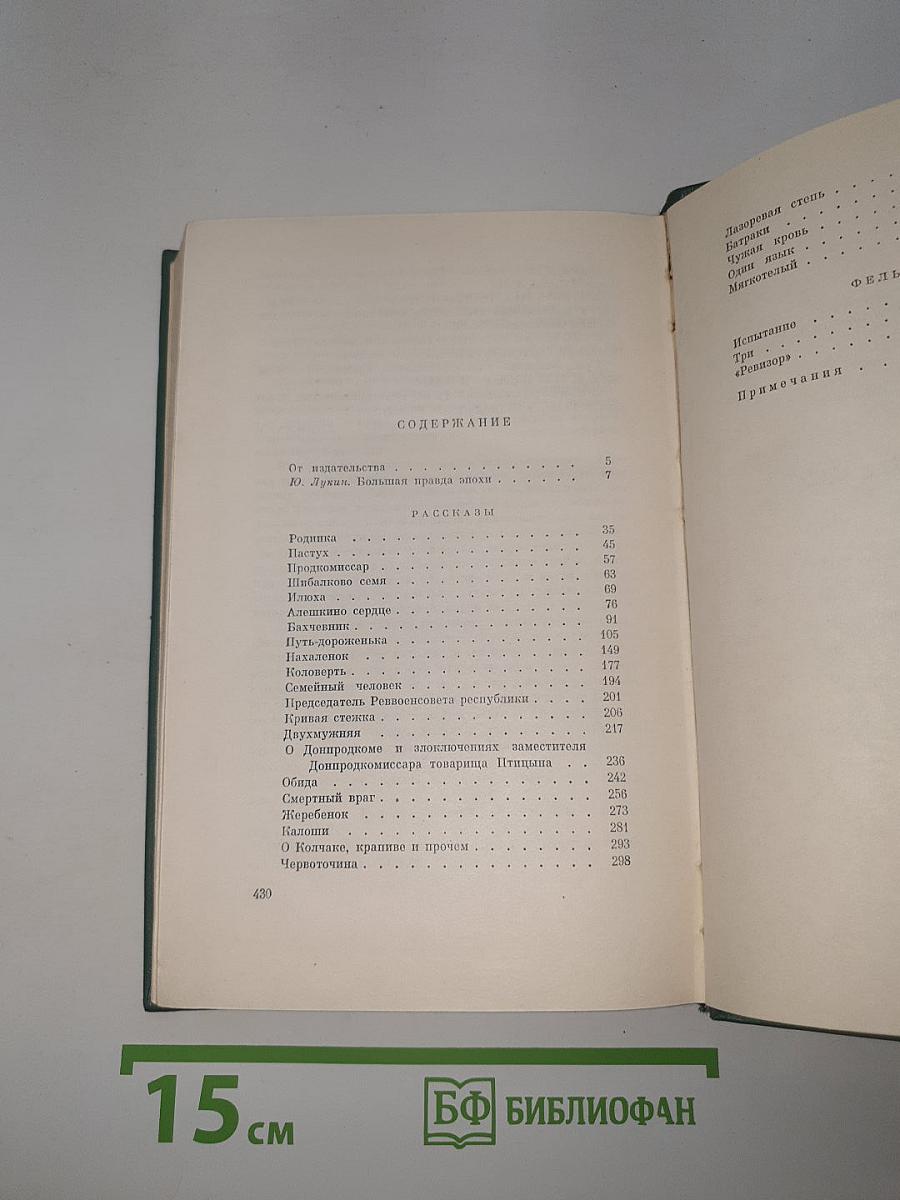 СОДЕРЖАНИЕ
От издательства . . . . . . . . . . . . . 5
Ю. Лукин. Большая правда эпохи . . . . . . 7
РАССКАЗЫ
Родинка . . . . . . . . . . . . . . . . 35
Пастух . . . . . . . . . . . . . . . . . 45
Продкомиссар . . . . . . . . . . . . . . 57
Шибалково семя . . . . . . . . . . . . . 63
Илюха . . . . . . . . . . . . . . . . . 69
Алешкино сердце . . . . . . . . . . . . . 76
Бахчевник . . . . . . . . . . . . . . . . 91
Путь-дороженька . . . . . . . . . . . . . 105
Нахаленок . . . . . . . . . . . . . . . 149
Коловерть . . . . . . . . . . . . . . . . 177
Семейный человек . . . . . . . . . . . . 194
Председатель Реввоенсовета республики . . . . 201
Кривая стежка . . . . . . . . . . . . . . 206
Двухмужняя . . . . . . . . . . . . . . 217
О Донпродкоме и злоключениях заместителя
Донпродкомиссара товарища Птицына . . 236
Обида . . . . . . . . . . . . . . . . . 242
Смертный враг . . . . . . . . . . . . . . 256
Жеребенок . . . . . . . . . . . . . . . 273
Калоши . . . . . . . . . . . . . . . . 281
О Колчаке, крапиве и прочем . . . . . . . . 293
Червоточина . . . . . . . . . . . . . . . 298
430
Лазоревая степь . . . .
Батраки . . . . . . .
Чужая кровь . . . . . .
Один язык . . . . . .
Мягкотелый . . . . . .
ФЕЛЬ
Испытание . . . . .
Три . . . . . . . .
«Ревизор» . . . . . .
Примечания . .
15 см
БФ БИБЛИОФАН